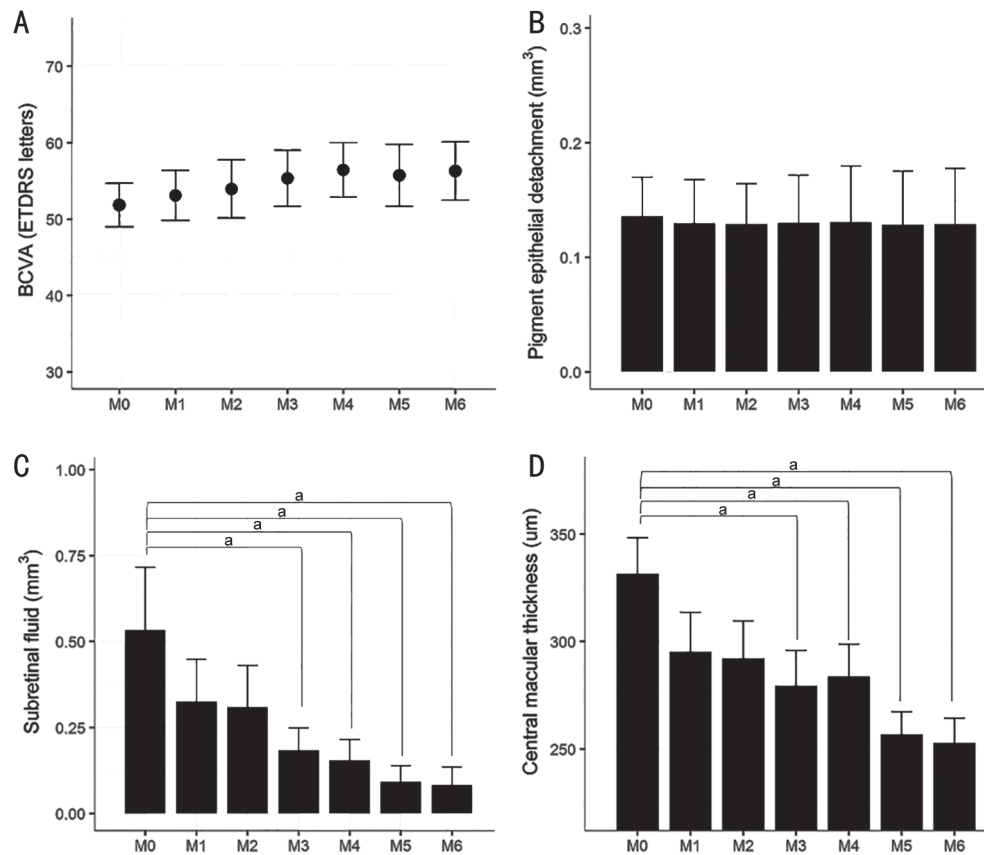 A
BCVA (ETDRS letters)
70
60
50
40
30
M0 M1 M2 M3 M4 M5 M6
B
Pigment epithelial detachment (mm³)
0.3
0.2
0.1
0.0
M0 M1 M2 M3 M4 M5 M6
C
Subretinal fluid (mm³)
1.00
0.75
0.50
0.25
0.00
a
a
a
a
M0 M1 M2 M3 M4 M5 M6
D
Central macular thickness (um)
350
300
250
a
a
a
a
M0 M1 M2 M3 M4 M5 M6